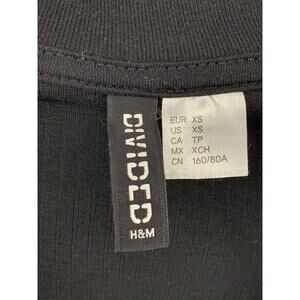 DIVIDED
H&M
EUR XS
US XS
CA TP
MX XCH
CN 160/80A